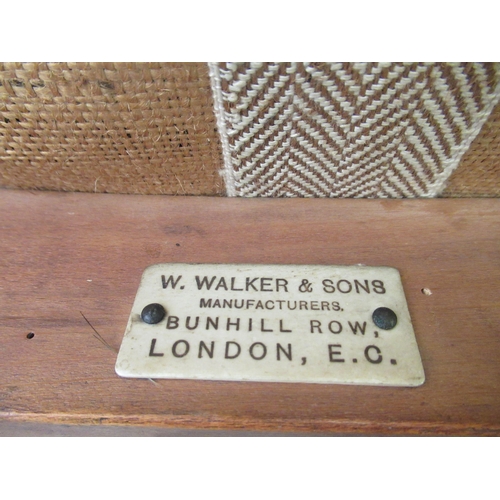 W. WALKER & SONS
MANUFACTURERS.
BUNHILL ROW,
LONDON, E.C.